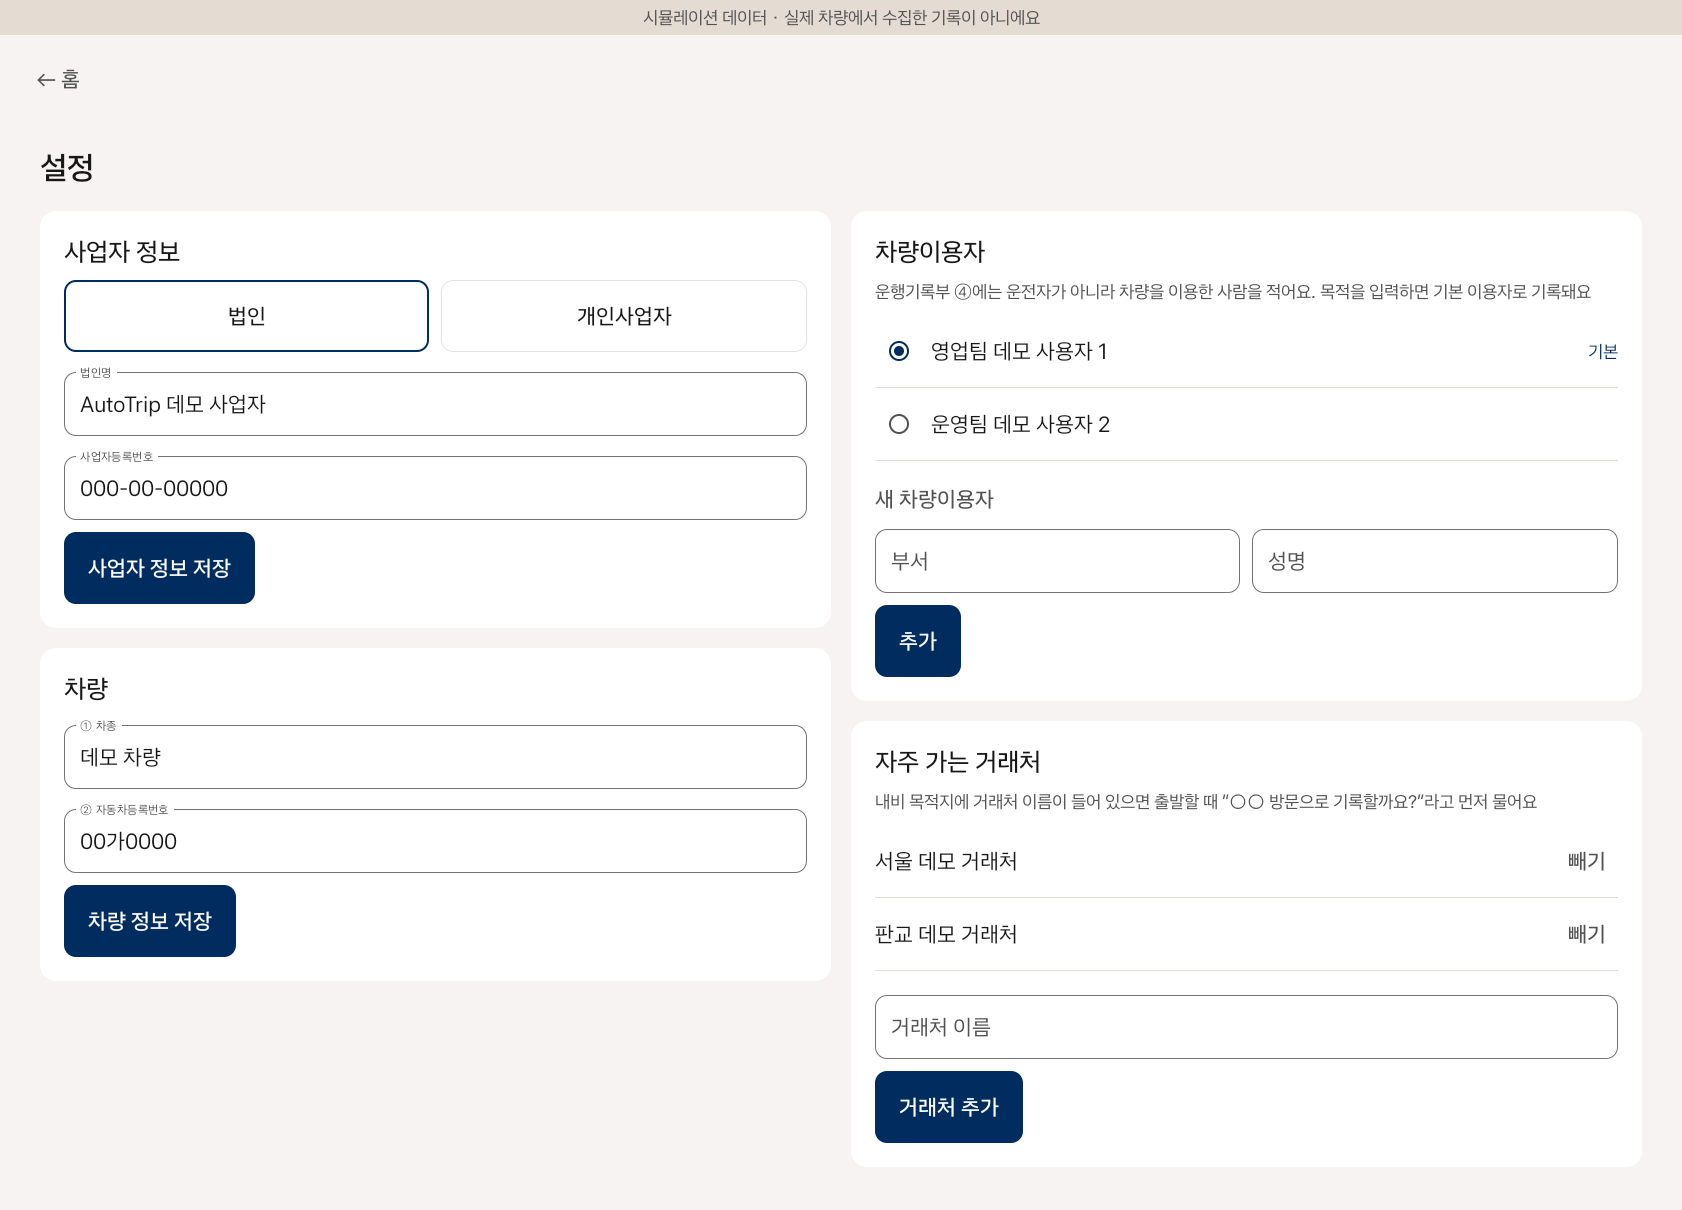 시뮬레이션 데이터 · 실제 차량에서 수집한 기록이 아니에요
← 홈
설정
사업자 정보
법인
개인사업자
법인명
AutoTrip 데모 사업자
사업자등록번호
000-00-00000
사업자 정보 저장
차량
① 차종
데모 차량
② 자동차등록번호
00가0000
차량 정보 저장
차량이용자
운행기록부 ④에는 운전자가 아니라 차량을 이용한 사람을 적어요. 목적을 입력하면 기본 이용자로 기록돼요
영업팀 데모 사용자 1
기본
운영팀 데모 사용자 2
새 차량이용자
부서
성명
추가
자주 가는 거래처
내비 목적지에 거래처 이름이 들어 있으면 출발할 때 “○○ 방문으로 기록할까요?”라고 먼저 물어요
서울 데모 거래처
빼기
판교 데모 거래처
빼기
거래처 이름
거래처 추가